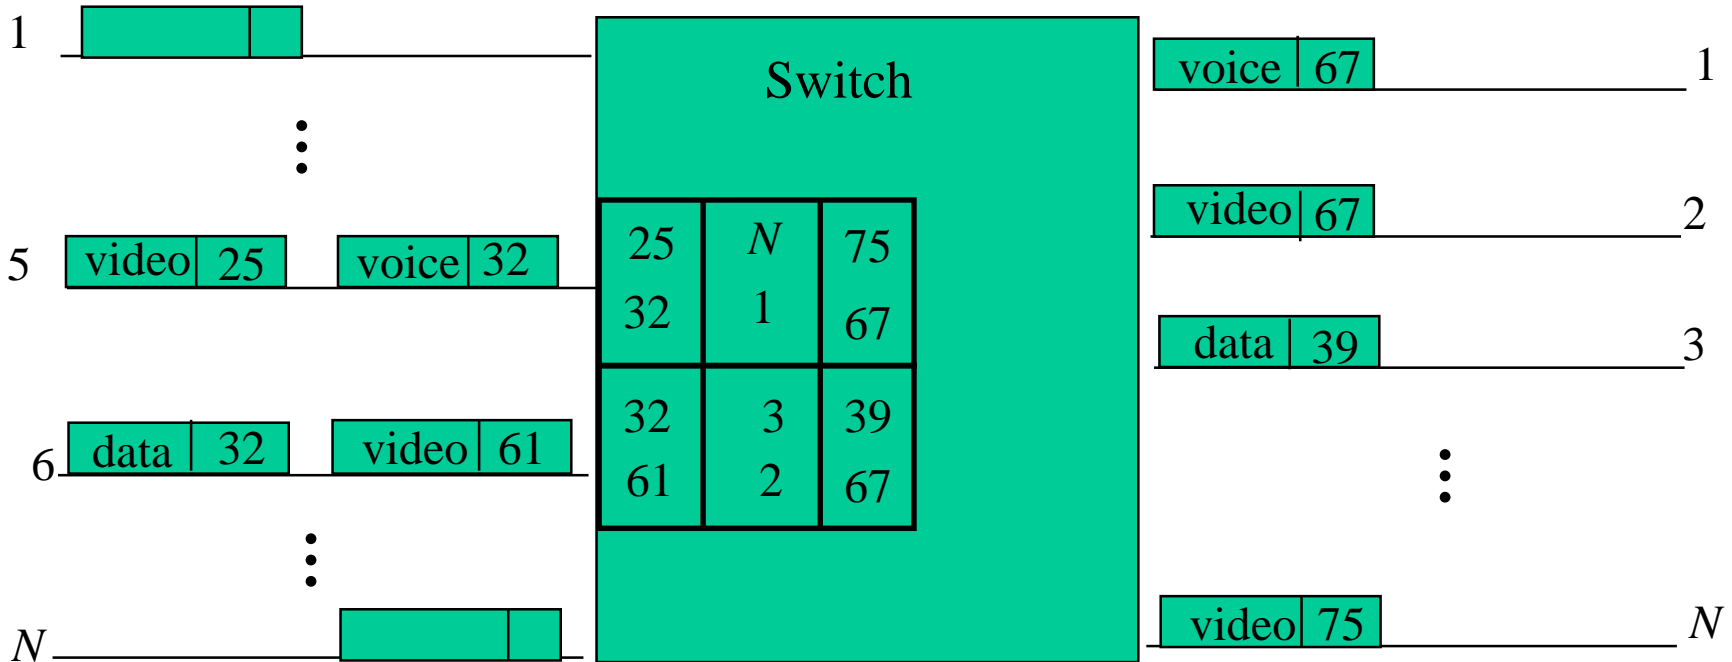 1
Switch
voice 67
1
video 67
2
5
video 25
voice 32
25 N 75
32 1 67
data 39
3
6
data 32
video 61
32 3 39
61 2 67
N
video 75
N